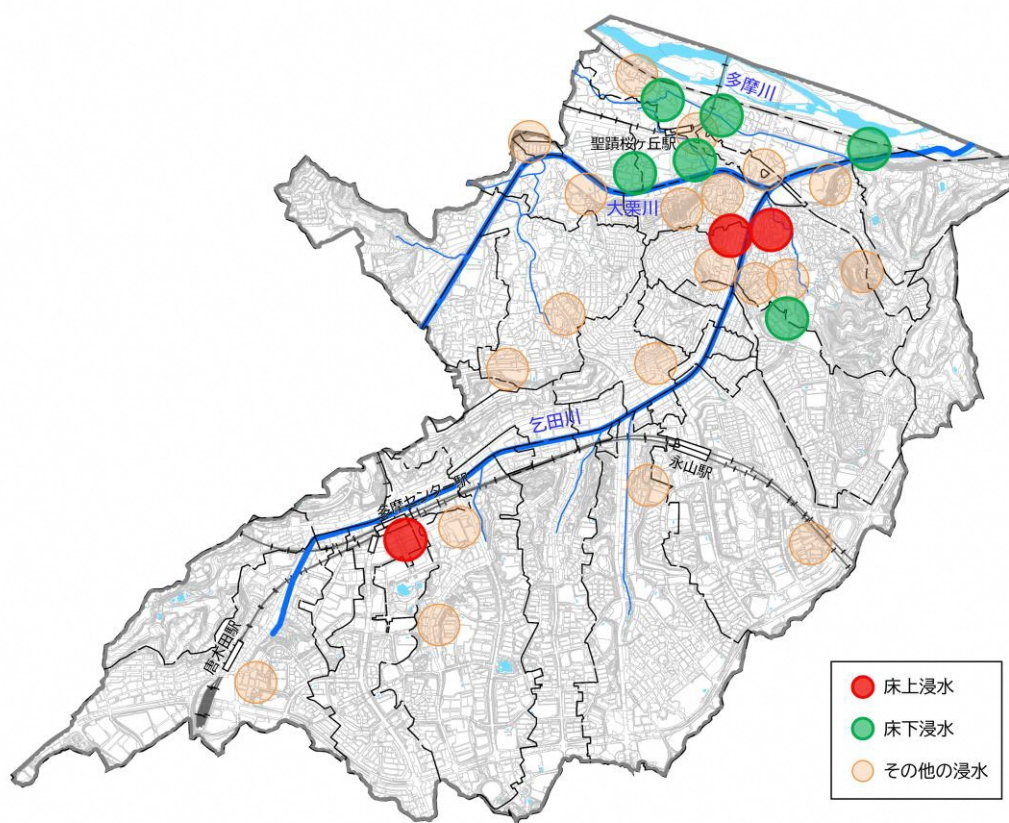 多摩川
聖蹟桜ヶ丘駅
大栗川
乞田川
永山駅
多摩センター駅
唐木田駅
床上浸水
床下浸水
その他の浸水